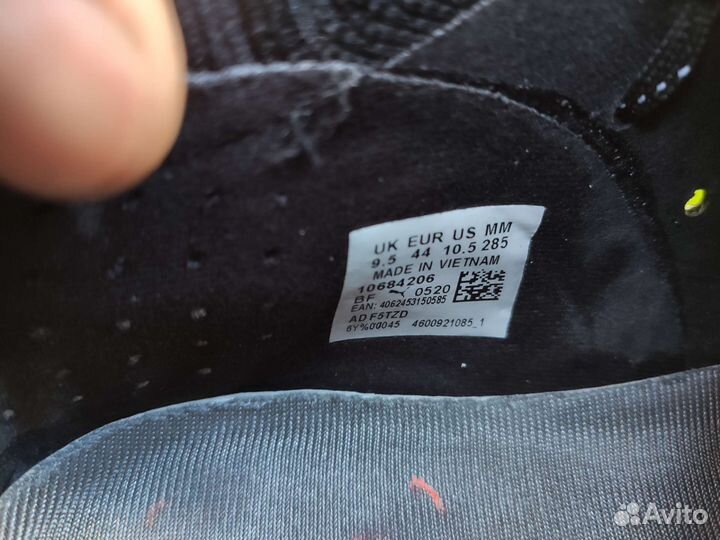 UK EUR US MM
9.5 44 10.5 285
MADE IN VIETNAM
10684206
BF 0520
EAN: 4062453150585
AD F5TZD
6Y%00045 4600921085_1
Avito